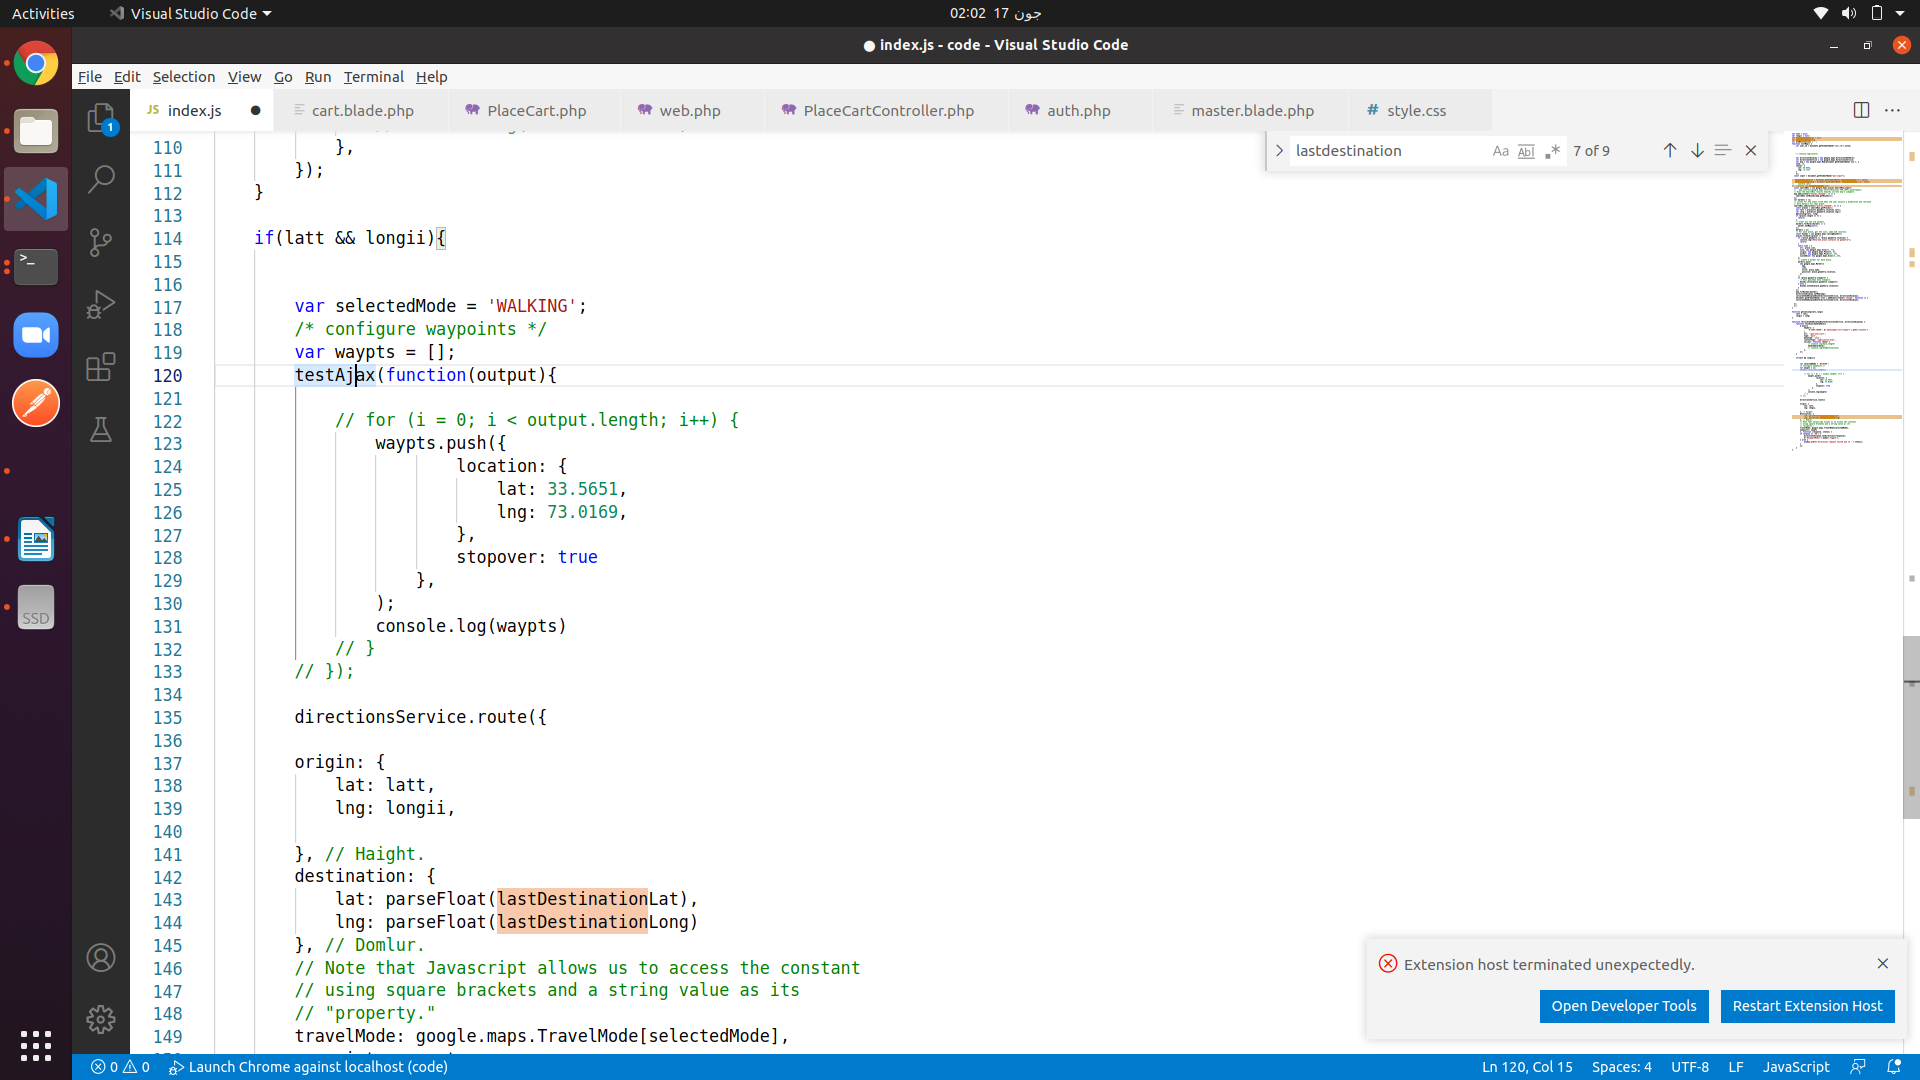 Activities
Visual Studio Code
02:02 17 جون
● index.js - code - Visual Studio Code
File Edit Selection View Go Run Terminal Help
JS index.js ●
cart.blade.php
PlaceCart.php
web.php
PlaceCartController.php
auth.php
master.blade.php
# style.css
1
lastdestination
Aa
Abl
7 of 9
110 },
111 });
112 }
113
114 if(latt && longii){
115
116
117 var selectedMode = 'WALKING';
118 /* configure waypoints */
119 var waypts = [];
120 testAjax(function(output){
121
122 // for (i = 0; i < output.length; i++) {
123 waypts.push({
124 location: {
125 lat: 33.5651,
126 lng: 73.0169,
127 },
128 stopover: true
129 },
130 );
131 console.log(waypts)
132 // }
133 // });
134
135 directionsService.route({
136
137 origin: {
138 lat: latt,
139 lng: longii,
140
141 }, // Haight.
142 destination: {
143 lat: parseFloat(lastDestinationLat),
144 lng: parseFloat(lastDestinationLong)
145 }, // Domlur.
146 // Note that Javascript allows us to access the constant
147 // using square brackets and a string value as its
148 // "property."
149 travelMode: google.maps.TravelMode[selectedMode],
>_
SSD
Extension host terminated unexpectedly.
Open Developer Tools
Restart Extension Host
0 0 Launch Chrome against localhost (code)
Ln 120, Col 15
Spaces: 4
UTF-8
LF
JavaScript